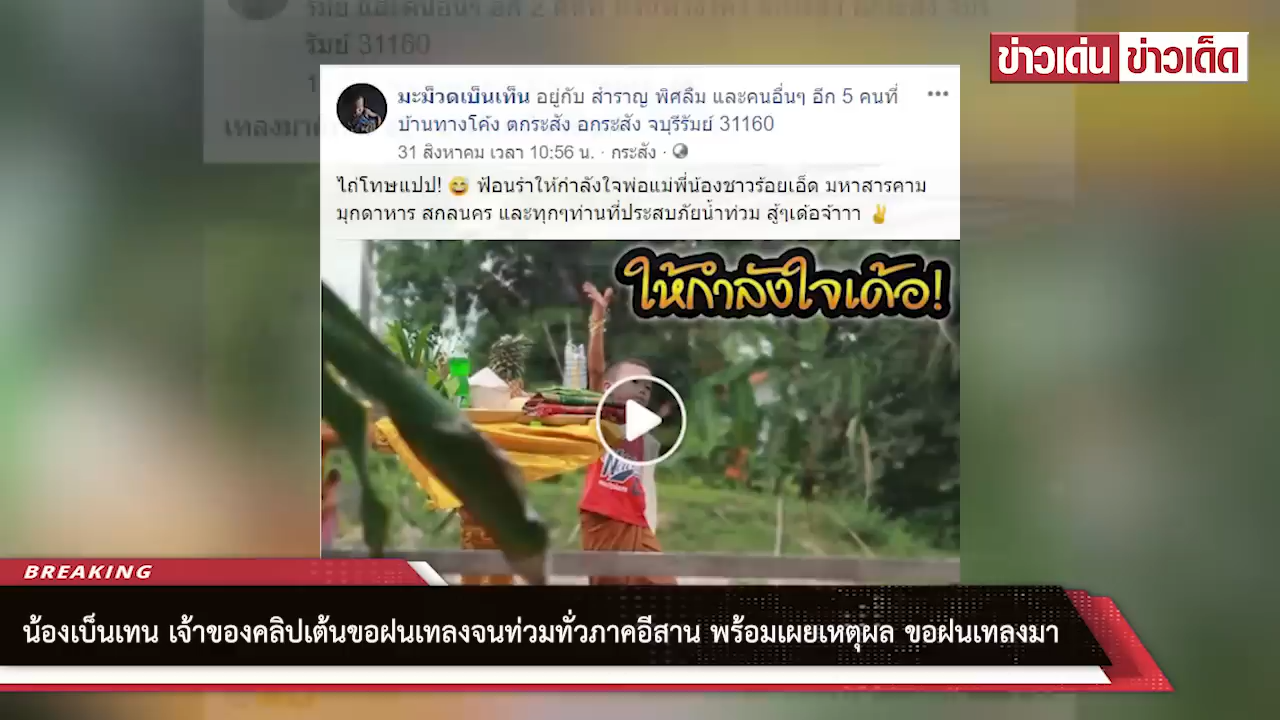 รัมย์ 31160
ข่าวเด่น ข่าวเด็ด
มะม๊วดเบ็นเท็น อยู่กับ สำราญ พิศลืม และคนอื่นๆ อีก 5 คนที่
บ้านทางโค้ง ตกระสัง อกระสัง จบุรีรัมย์ 31160
31 สิงหาคม เวลา 10:56 น. · กระสัง ·
ไถ่โทษแปป! 😄 ฟ้อนรำให้กำลังใจพ่อแม่พี่น้องชาวร้อยเอ็ด มหาสารคาม
มุกดาหาร สกลนคร และทุกๆท่านที่ประสบภัยน้ำท่วม สู้ๆเด้อจ้าาา ✌
ให้กำลังใจเด้อ!
BREAKING
น้องเบ็นเทน เจ้าของคลิปเต้นขอฝนเทลงจนท่วมทั่วภาคอีสาน พร้อมเผยเหตุผล ขอฝนเทลงมา